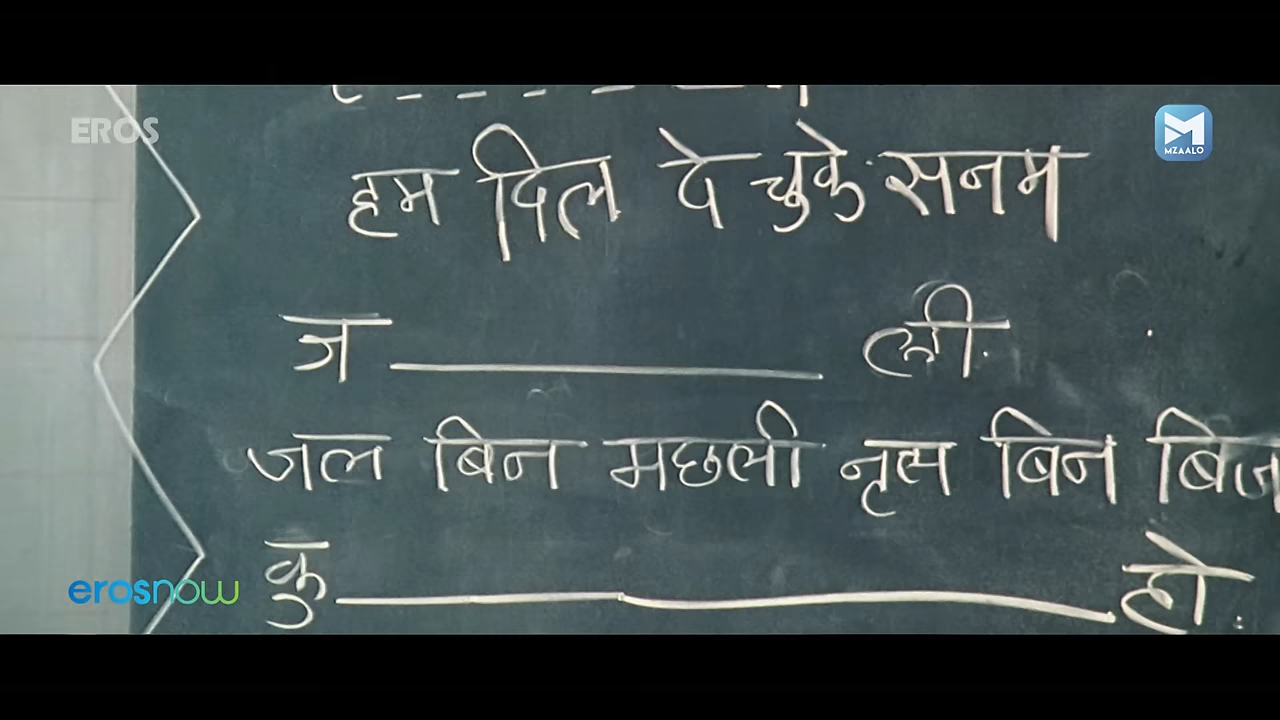 EROS
M MZAALO
हम दिल दे चुके सनम
ज ली.
जल बिन मछली नृत्य बिन बिज
कु हो.
erosnow